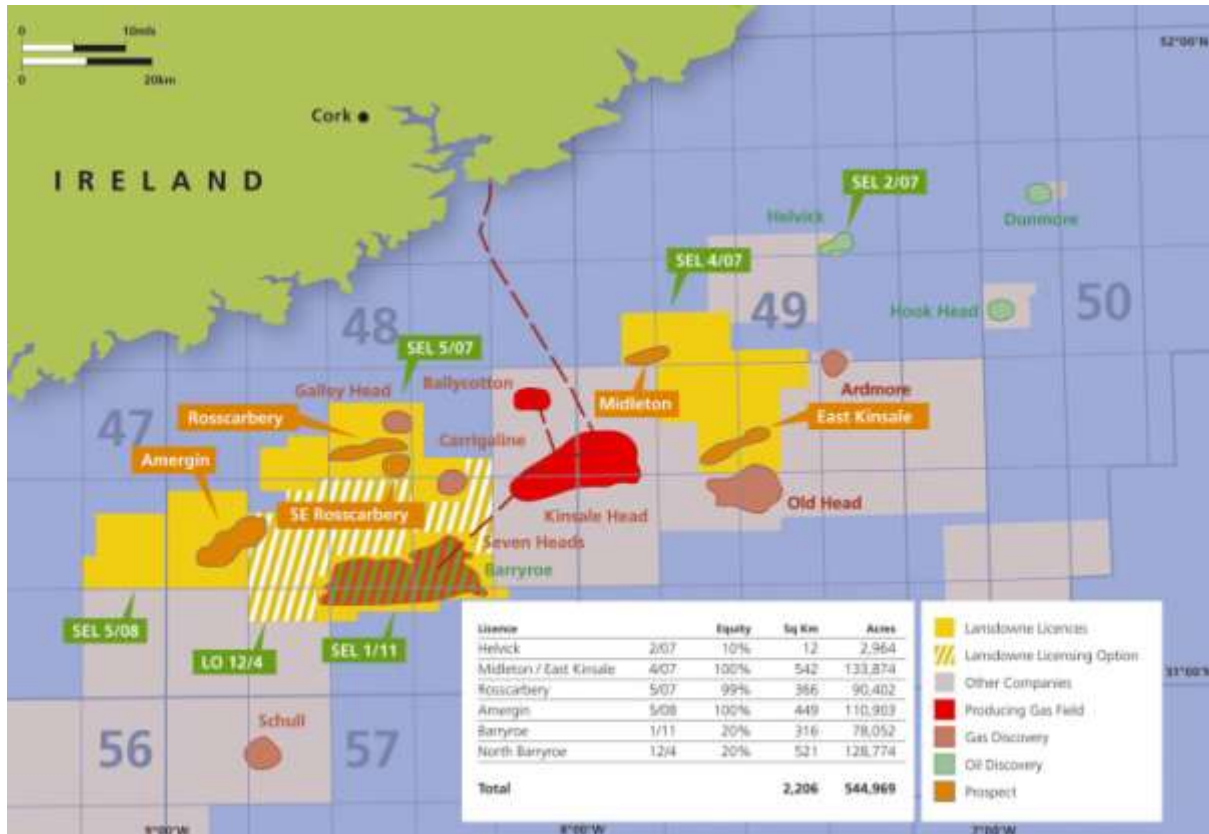 0 10mls
0 20km
52°00'N
Cork
IRELAND
SEL 2/07
Helvick
Dunmore
SEL 4/07
49
50
Hook Head
48
SEL 5/07
Galley Head
Ballycotton
Ardmore
Midleton
Rosscarbery
East Kinsale
47
Carrigaline
Amergin
SE Rosscarbery
Old Head
Kinsale Head
Seven Heads
Barryroe
SEL 5/08
LO 12/4
SEL 1/11
51°00'N
Schull
56
57
Licence Equity Sq Km Acres
Helvick 2/07 10% 12 2,964
Midleton / East Kinsale 4/07 100% 542 133,874
Rosscarbery 5/07 99% 366 90,402
Amergin 5/08 100% 449 110,903
Barryroe 1/11 20% 316 78,052
North Barryroe 12/4 20% 521 128,774
Total 2,206 544,969
Lansdowne Licences
Lansdowne Licensing Option
Other Companies
Producing Gas Field
Gas Discovery
Oil Discovery
Prospect
9°00'W
8°00'W
7°00'W